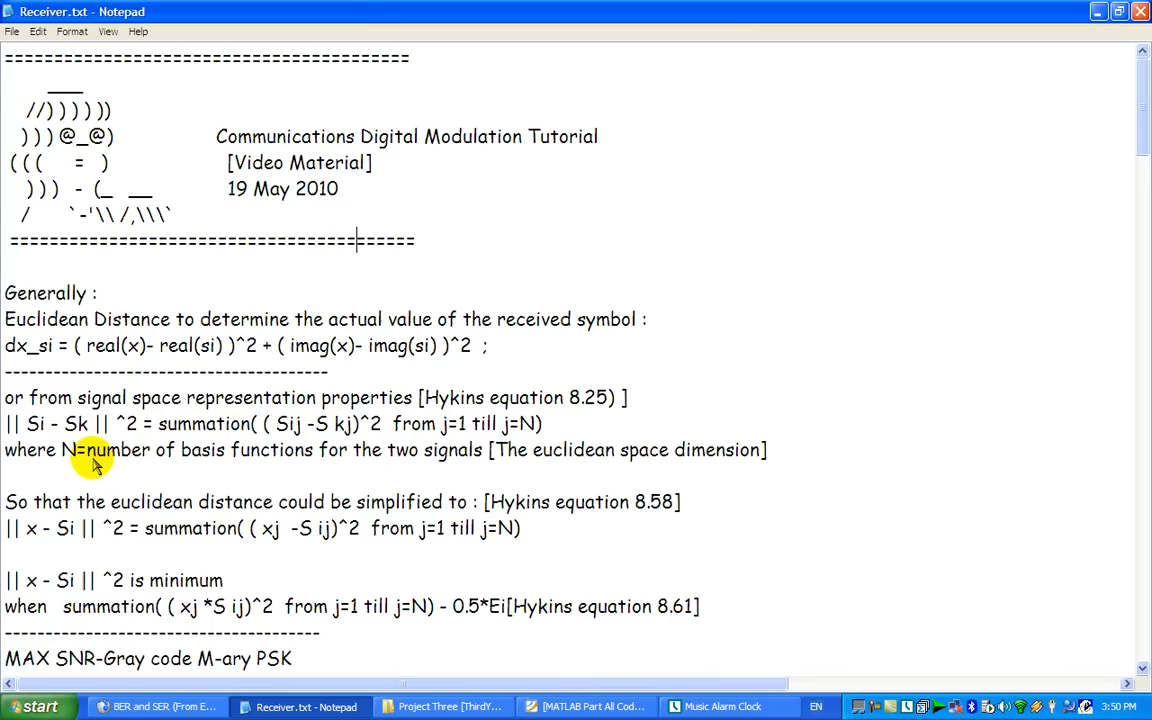 Receiver.txt - Notepad
File Edit Format View Help
=========================================
___
//) ) ) ) ) ))
) ) ) @_@) Communications Digital Modulation Tutorial
( ( ( = ) [Video Material]
) ) ) - (_ __ 19 May 2010
/ `-'\\ /,\\\`
=========================================
Generally :
Euclidean Distance to determine the actual value of the received symbol :
dx_si = ( real(x)- real(si) )^2 + ( imag(x)- imag(si) )^2 ;
-------------------------------------
or from signal space representation properties [Hykins equation 8.25) ]
|| Si - Sk || ^2 = summation( ( Sij -S kj)^2 from j=1 till j=N)
where N=number of basis functions for the two signals [The euclidean space dimension]
So that the euclidean distance could be simplified to : [Hykins equation 8.58]
|| x - Si || ^2 = summation( ( xj -S ij)^2 from j=1 till j=N)
|| x - Si || ^2 is minimum
when summation( ( xj *S ij)^2 from j=1 till j=N) - 0.5*Ei[Hykins equation 8.61]
------------------------------------
MAX SNR-Gray code M-ary PSK
start BER and SER (From E... Receiver.txt - Notepad Project Three [ThirdY... [MATLAB Part All Cod... Music Alarm Clock EN 3:50 PM